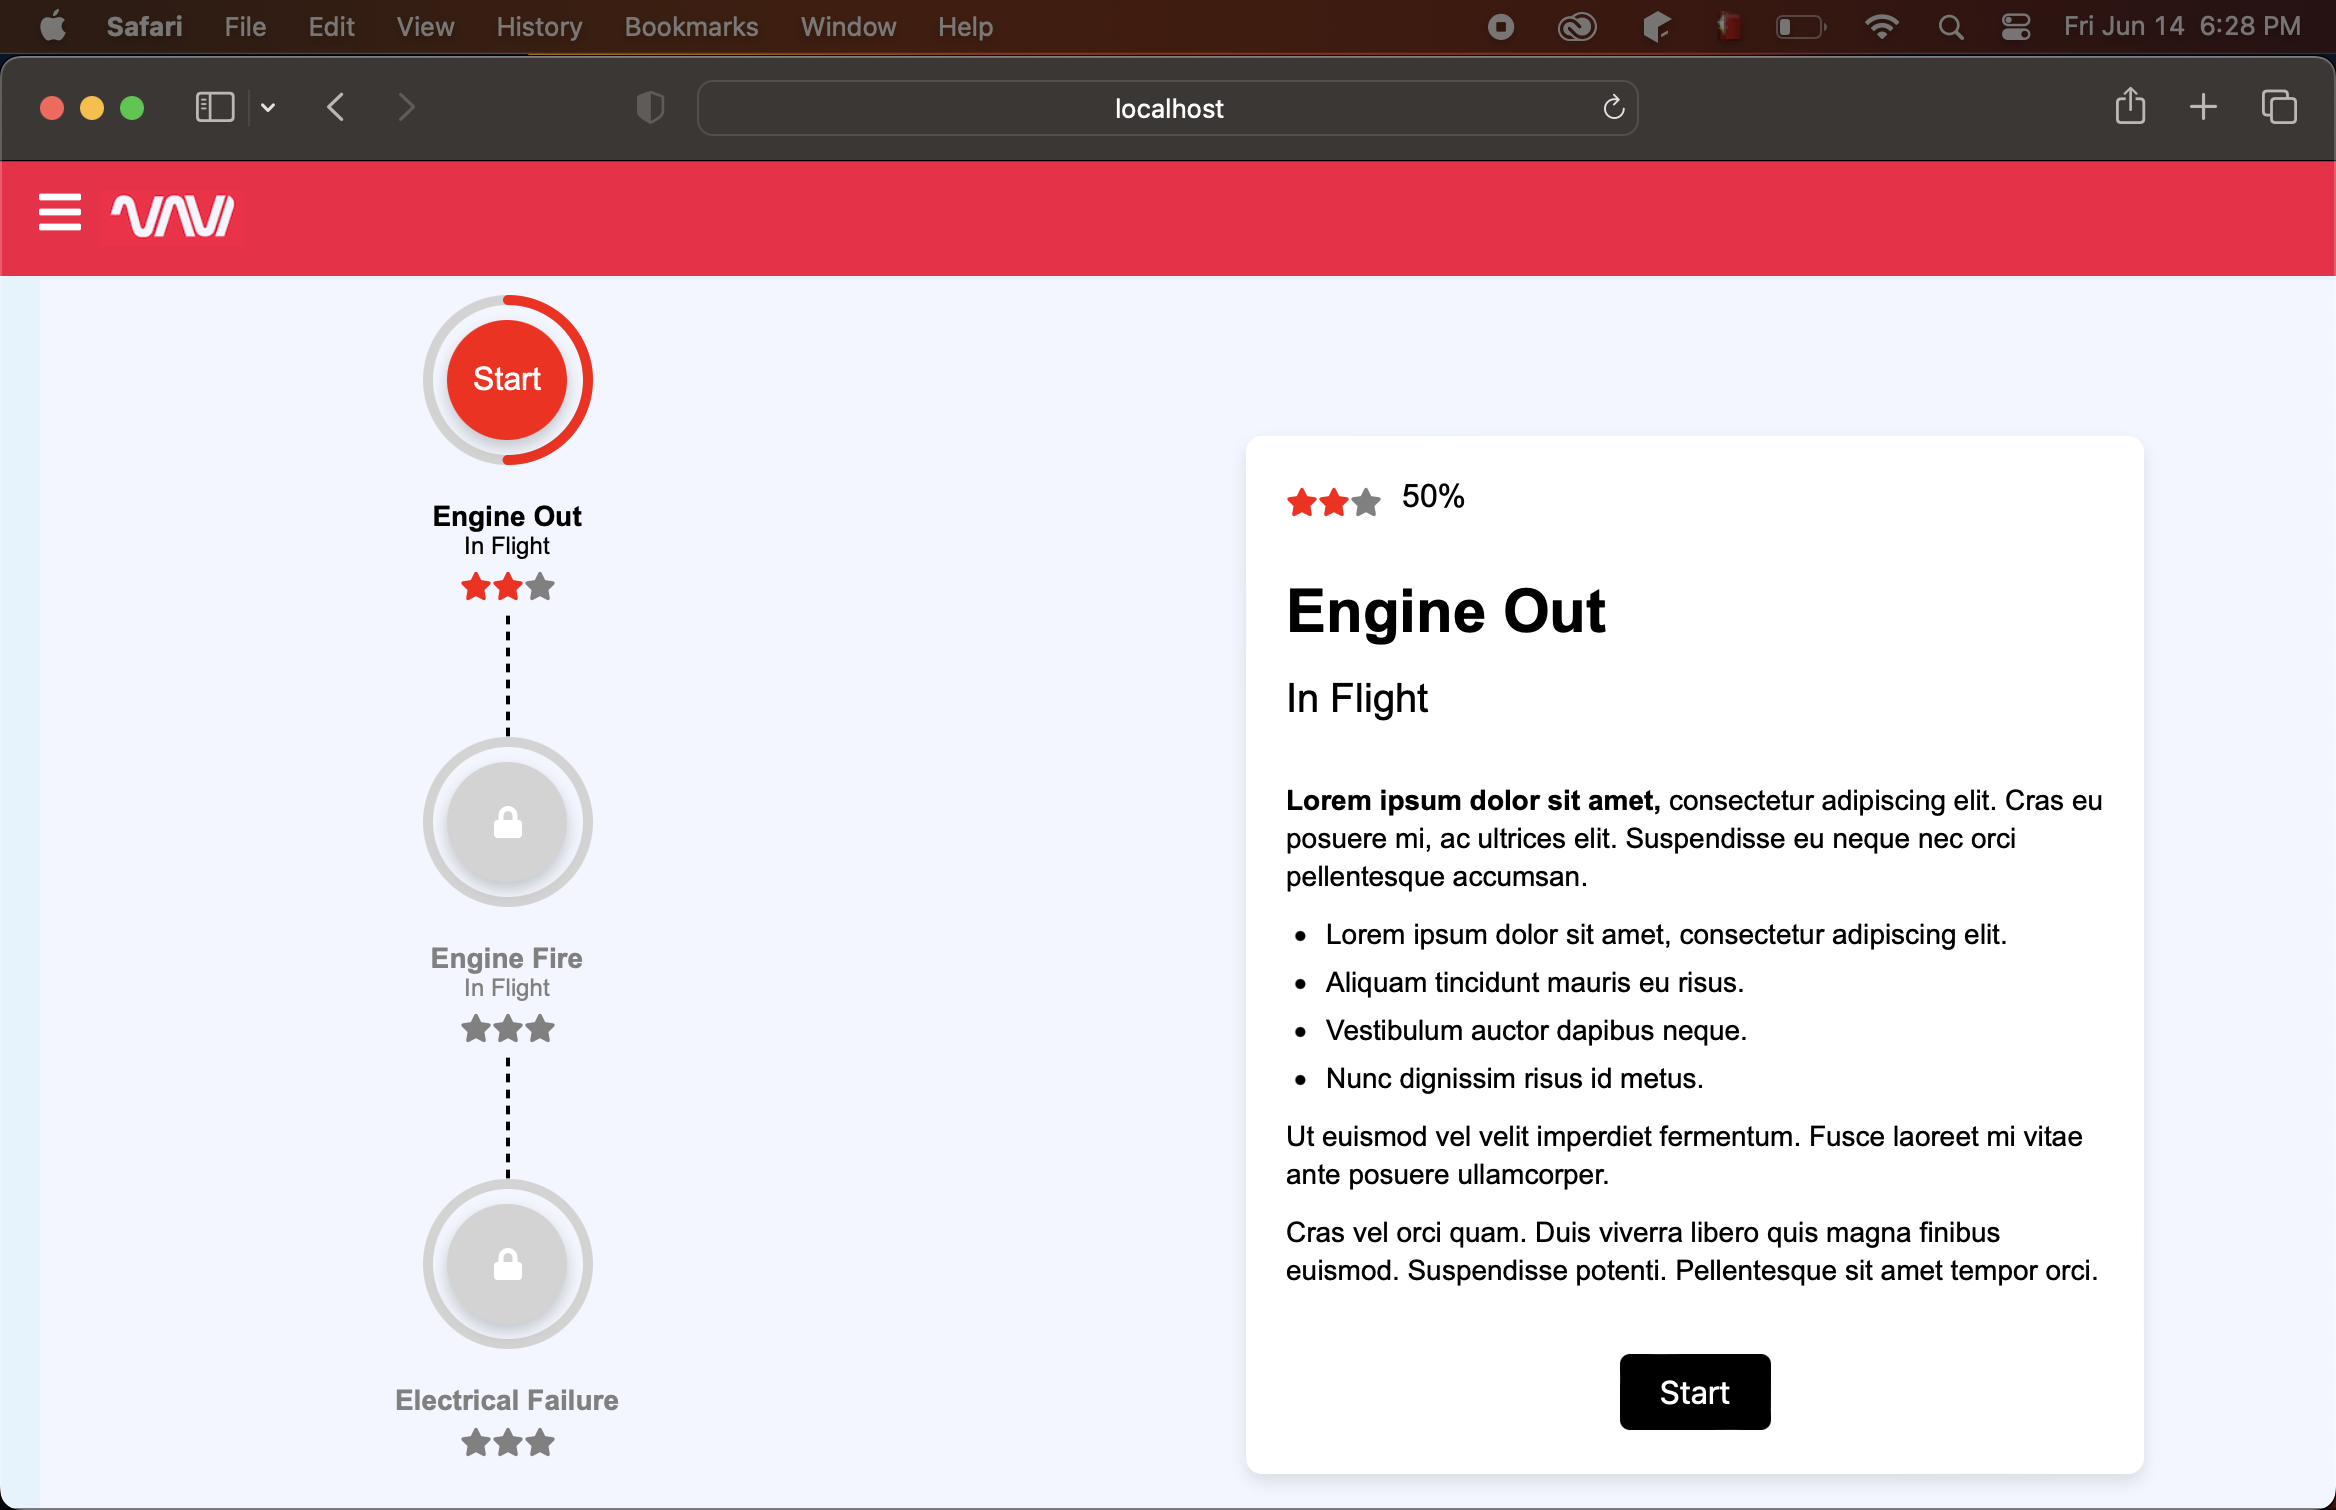 Safari File Edit View History Bookmarks Window Help Fri Jun 14 6:28 PM
localhost
Start
Engine Out
In Flight
Engine Fire
In Flight
Electrical Failure
50%
Engine Out
In Flight
Lorem ipsum dolor sit amet, consectetur adipiscing elit. Cras eu
posuere mi, ac ultrices elit. Suspendisse eu neque nec orci
pellentesque accumsan.
• Lorem ipsum dolor sit amet, consectetur adipiscing elit.
• Aliquam tincidunt mauris eu risus.
• Vestibulum auctor dapibus neque.
• Nunc dignissim risus id metus.
Ut euismod vel velit imperdiet fermentum. Fusce laoreet mi vitae
ante posuere ullamcorper.
Cras vel orci quam. Duis viverra libero quis magna finibus
euismod. Suspendisse potenti. Pellentesque sit amet tempor orci.
Start